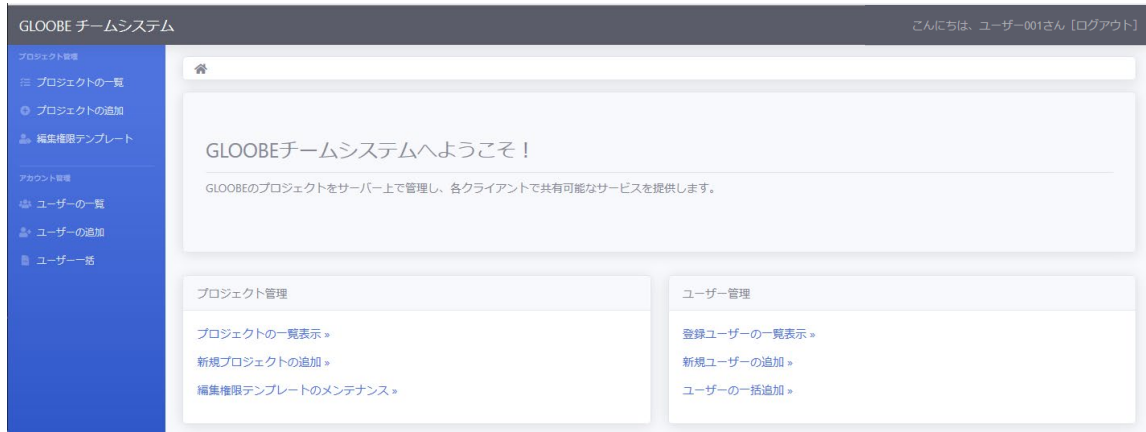 GLOOBE チームシステム
こんにちは、ユーザー001さん [ログアウト]
プロジェクト管理
プロジェクトの一覧
プロジェクトの追加
編集権限テンプレート
アカウント管理
ユーザーの一覧
ユーザーの追加
ユーザー一括
GLOOBEチームシステムへようこそ！
GLOOBEのプロジェクトをサーバー上で管理し、各クライアントで共有可能なサービスを提供します。
プロジェクト管理
プロジェクトの一覧表示 »
新規プロジェクトの追加 »
編集権限テンプレートのメンテナンス »
ユーザー管理
登録ユーザーの一覧表示 »
新規ユーザーの追加 »
ユーザーの一括追加 »